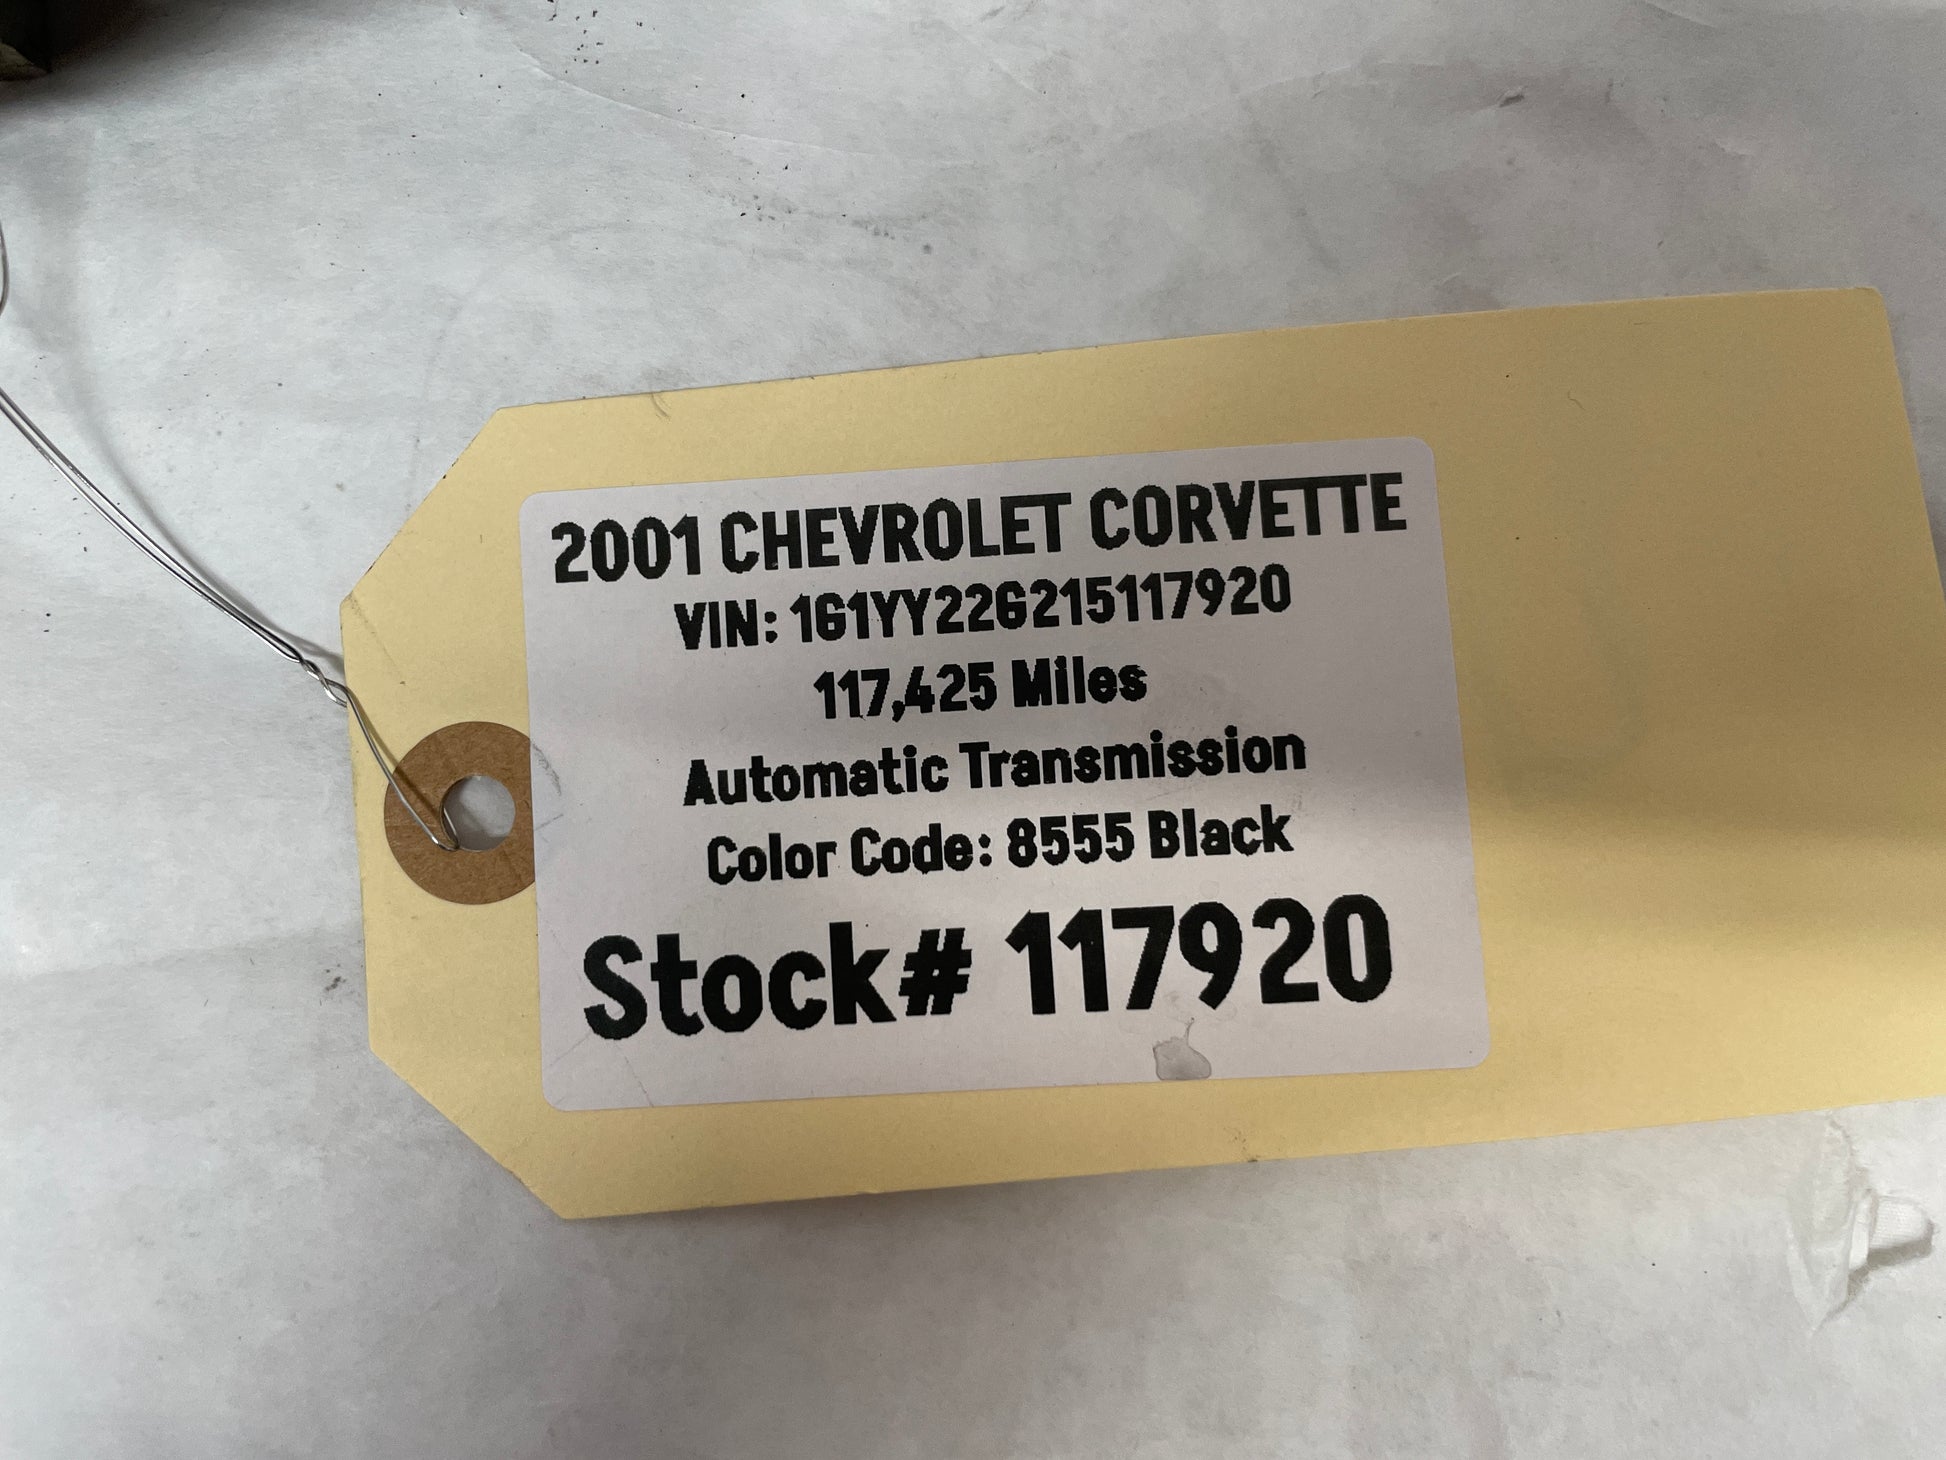 2001 CHEVROLET CORVETTE
VIN: 1G1YY22G215117920
117,425 Miles
Automatic Transmission
Color Code: 8555 Black
Stock# 117920